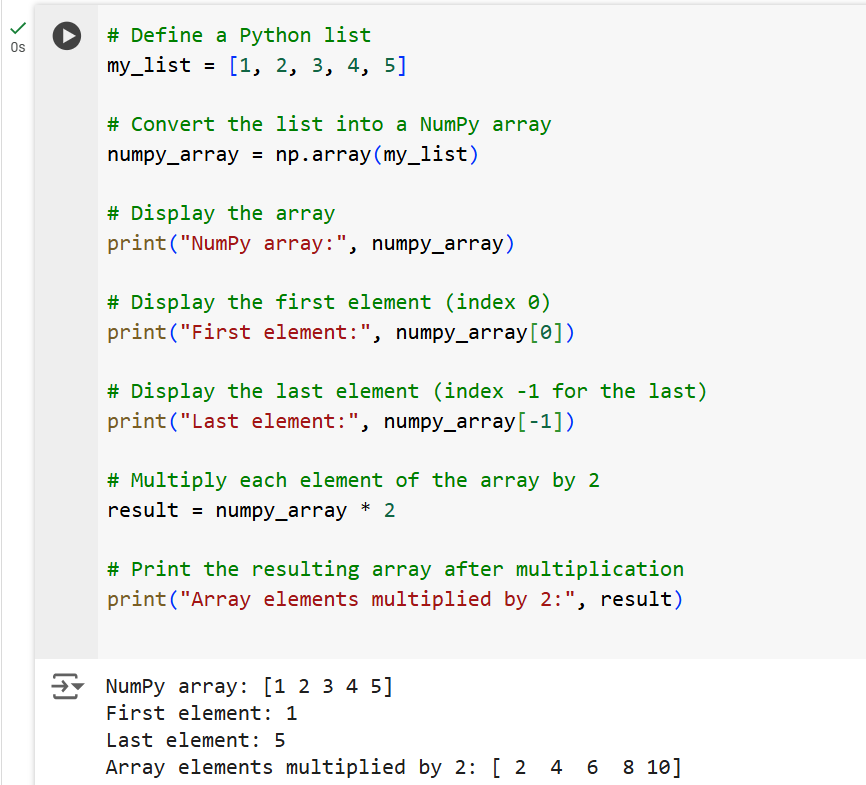 0s
# Define a Python list
my_list = [1, 2, 3, 4, 5]
# Convert the list into a NumPy array
numpy_array = np.array(my_list)
# Display the array
print("NumPy array:", numpy_array)
# Display the first element (index 0)
print("First element:", numpy_array[0])
# Display the last element (index -1 for the last)
print("Last element:", numpy_array[-1])
# Multiply each element of the array by 2
result = numpy_array * 2
# Print the resulting array after multiplication
print("Array elements multiplied by 2:", result)
NumPy array: [1 2 3 4 5]
First element: 1
Last element: 5
Array elements multiplied by 2: [ 2  4  6  8 10]